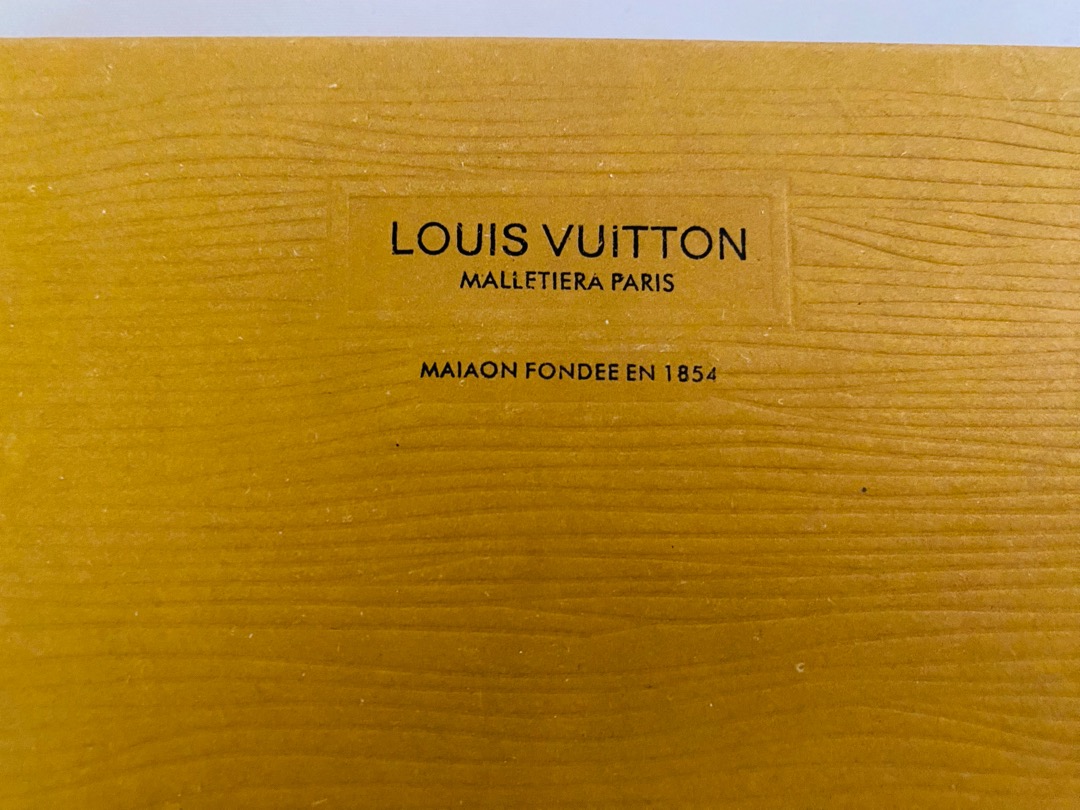 LOUIS VUiTTON
MALLETIERA PARIS
MAIAON FONDEE EN 1854